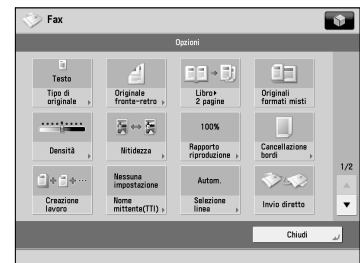 Fax
Opzioni
Testo
Tipo di
originale
Originale
fronte-retro
Libro
2 pagine
Originali
formati misti
Densità
Nitidezza
100%
Rapporto
riproduzione
Cancellazione
bordi
Creazione
lavoro
Nessuna
impostazione
Nome
mittente(TTI)
Autom.
Selezione
linea
Invio diretto
1/2
Chiudi